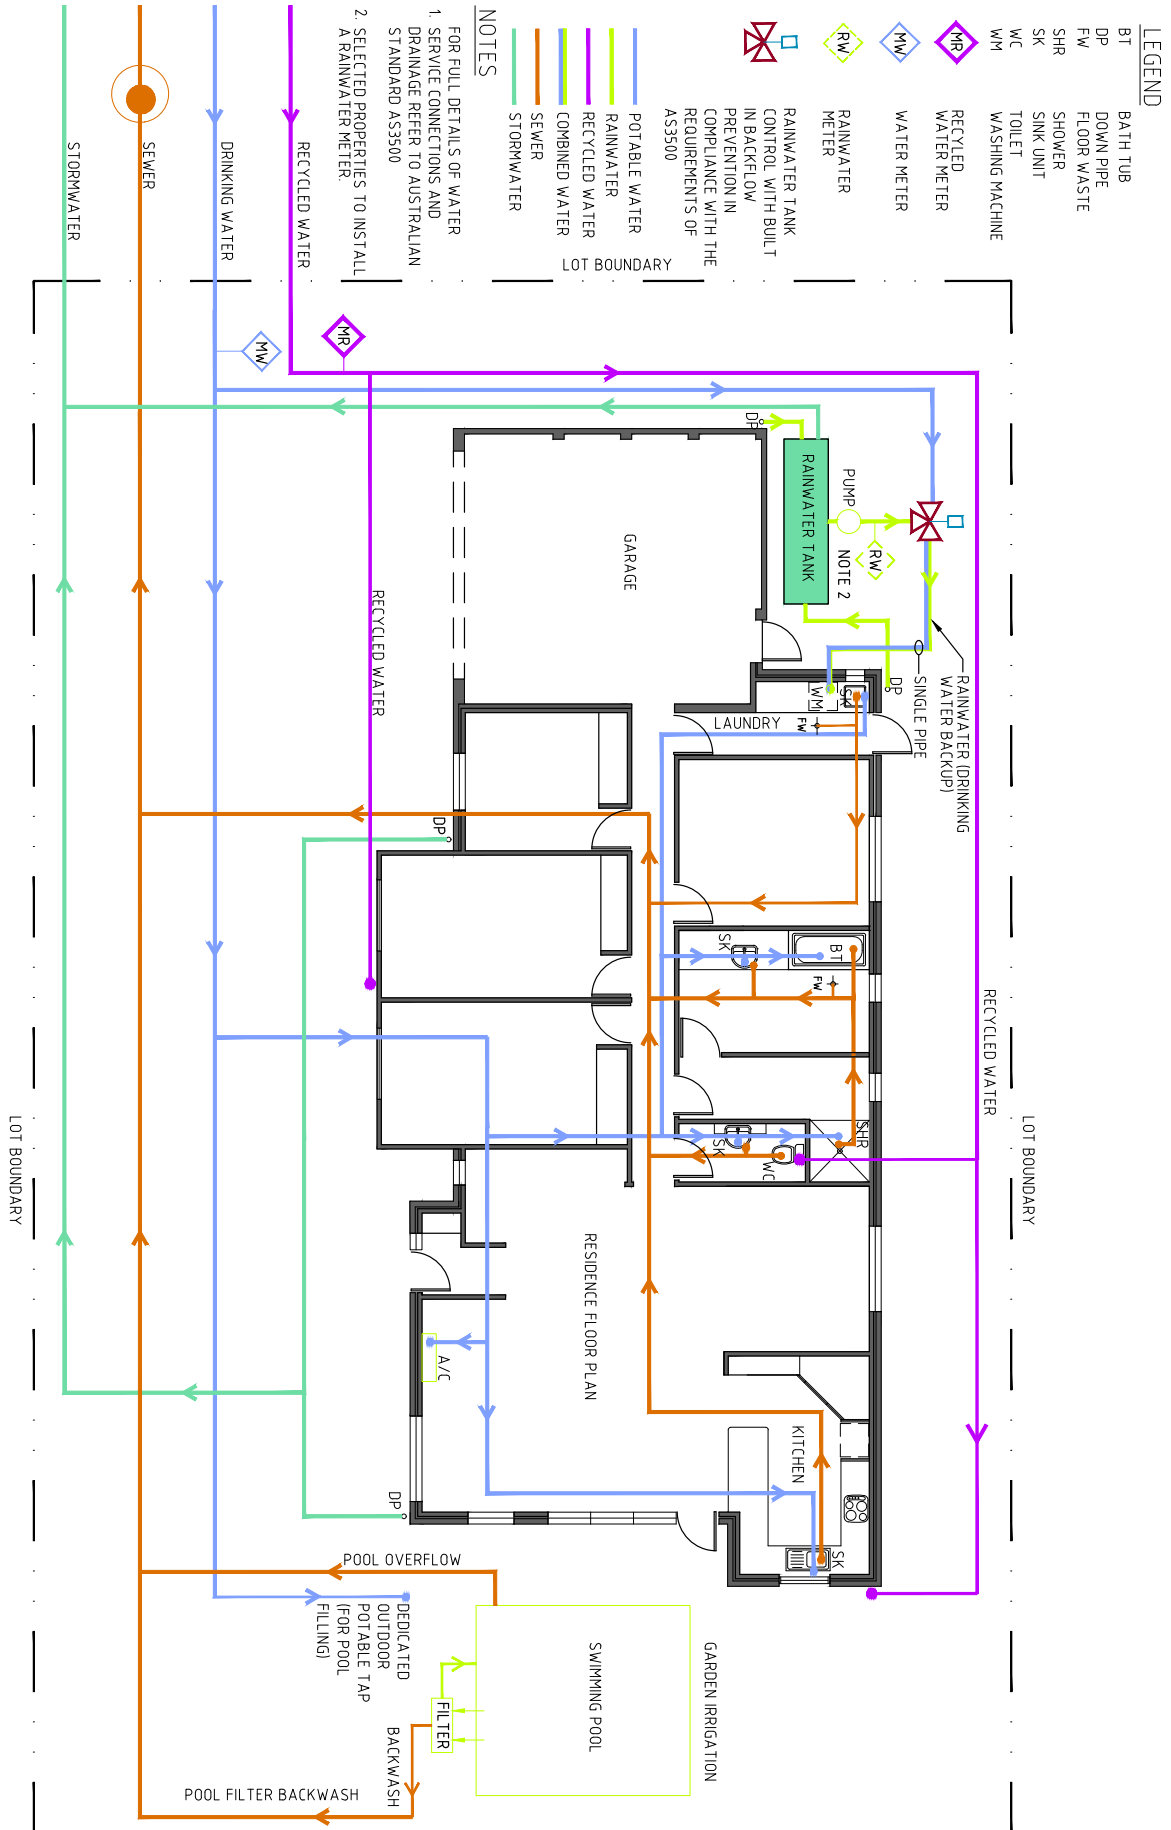 LEGEND
BT BATH TUB
DP DOWN PIPE
FW FLOOR WASTE
SHR SHOWER
SK SINK UNIT
WC TOILET
WM WASHING MACHINE
MR RECYLED
WATER METER
MW WATER METER
RW RAINWATER
METER
RAINWATER TANK
CONTROL WITH BUILT
IN BACKFLOW
PREVENTION IN
COMPLIANCE WITH THE
REQUIREMENTS OF
AS3500
POTABLE WATER
RAINWATER
RECYCLED WATER
COMBINED WATER
SEWER
STORMWATER
NOTES
FOR FULL DETAILS OF WATER
1. SERVICE CONNECTIONS AND
DRAINAGE REFER TO AUSTRALIAN
STANDARD AS3500
2. SELECTED PROPERTIES TO INSTALL
A RAINWATER METER.
RECYCLED WATER
DRINKING WATER
SEWER
STORMWATER
LOT BOUNDARY
MR
MW
DP
RAINWATER TANK
PUMP
RW
NOTE 2
GARAGE
RECYCLED WATER
RAINWATER (DRINKING
WATER BACKUP)
SINGLE PIPE
DP
WM
SK
FW
LAUNDRY
DP
SK
BT
FW
RECYCLED WATER
SHR
SK
WC
LOT BOUNDARY
LOT BOUNDARY
RESIDENCE FLOOR PLAN
A/C
KITCHEN
SK
DP
POOL OVERFLOW
DEDICATED
OUTDOOR
POTABLE TAP
(FOR POOL
FILLING)
GARDEN IRRIGATION
SWIMMING POOL
FILTER
BACKWASH
POOL FILTER BACKWASH